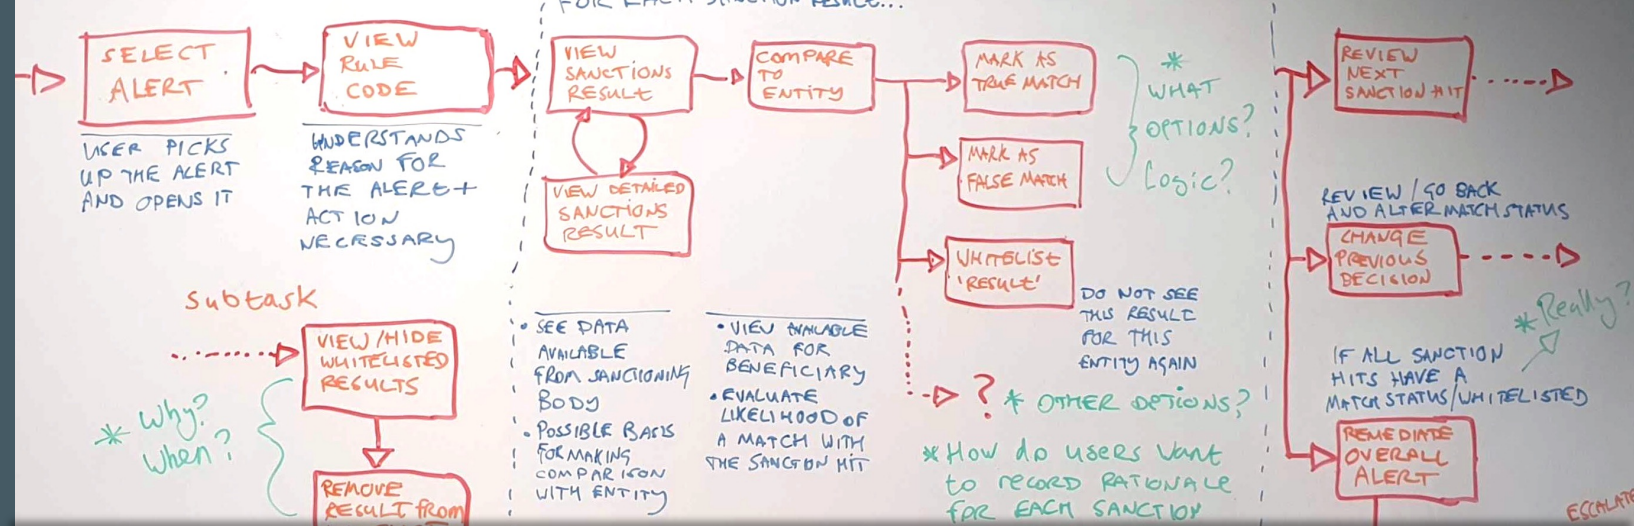 FOR EACH SANCTION RESULT...
SELECT
ALERT
USER PICKS
UP THE ALERT
AND OPENS IT
VIEW
RULE
CODE
UNDERSTANDS
REASON FOR
THE ALERT +
ACTION
NECESSARY
Subtask
VIEW/HIDE
WHITELISTED
RESULTS
* Why?
When?
REMOVE
RESULT from
VIEW
SANCTIONS
RESULT
VIEW DETAILED
SANCTIONS
RESULT
• SEE DATA
AVAILABLE
FROM SANCTIONING
BODY
• POSSIBLE BASIS
FOR MAKING
COMPARISON
WITH ENTITY
COMPARE
TO
ENTITY
• VIEW AVAILABLE
DATA FOR
BENEFICIARY
• EVALUATE
LIKELIHOOD OF
A MATCH WITH
THE SANCTION HIT
MARK AS
TRUE MATCH
MARK AS
FALSE MATCH
WHITELIST
'RESULT'
*
WHAT
OPTIONS?
Logic?
DO NOT SEE
THIS RESULT
FOR THIS
ENTITY AGAIN
? * OTHER OPTIONS?
* How do users want
to record RATIONALE
for EACH SANCTION
REVIEW
NEXT
SANCTION HIT
REVIEW / GO BACK
AND ALTER MATCH STATUS
CHANGE
PREVIOUS
DECISION
* Really?
IF ALL SANCTION
HITS HAVE A
MATCH STATUS/WHITELISTED
REMEDIATE
OVERALL
ALERT
ESCALATE